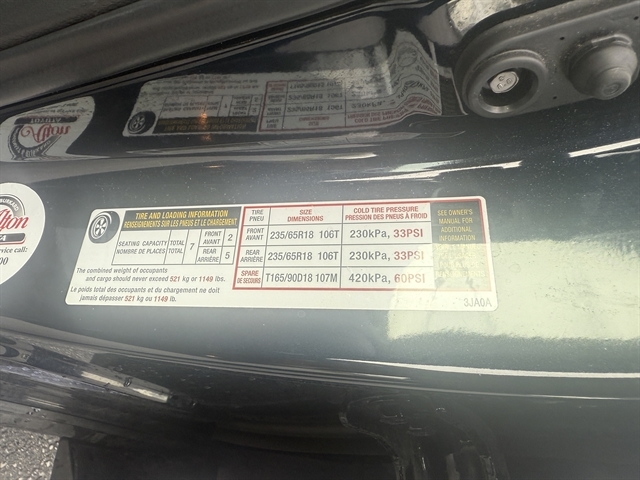 TIRE AND LOADING INFORMATION
RENSEIGNEMENTS SUR LES PNEUS ET LE CHARGEMENT
SEATING CAPACITY TOTAL 7 FRONT AVANT 2
NOMBRE DE PLACES TOTAL REAR ARRIÈRE 5
The combined weight of occupants
and cargo should never exceed 521 kg or 1149 lbs.
Le poids total des occupants et du chargement ne doit
jamais dépasser 521 kg ou 1149 lb.
TIRE PNEU SIZE DIMENSIONS COLD TIRE PRESSURE PRESSION DES PNEUS À FROID
FRONT AVANT 235/65R18 106T 230kPa, 33PSI
REAR ARRIÈRE 235/65R18 106T 230kPa, 33PSI
SPARE DE SECOURS T165/90D18 107M 420kPa, 60PSI
SEE OWNER'S
MANUAL FOR
ADDITIONAL
INFORMATION
3JA0A
service call: